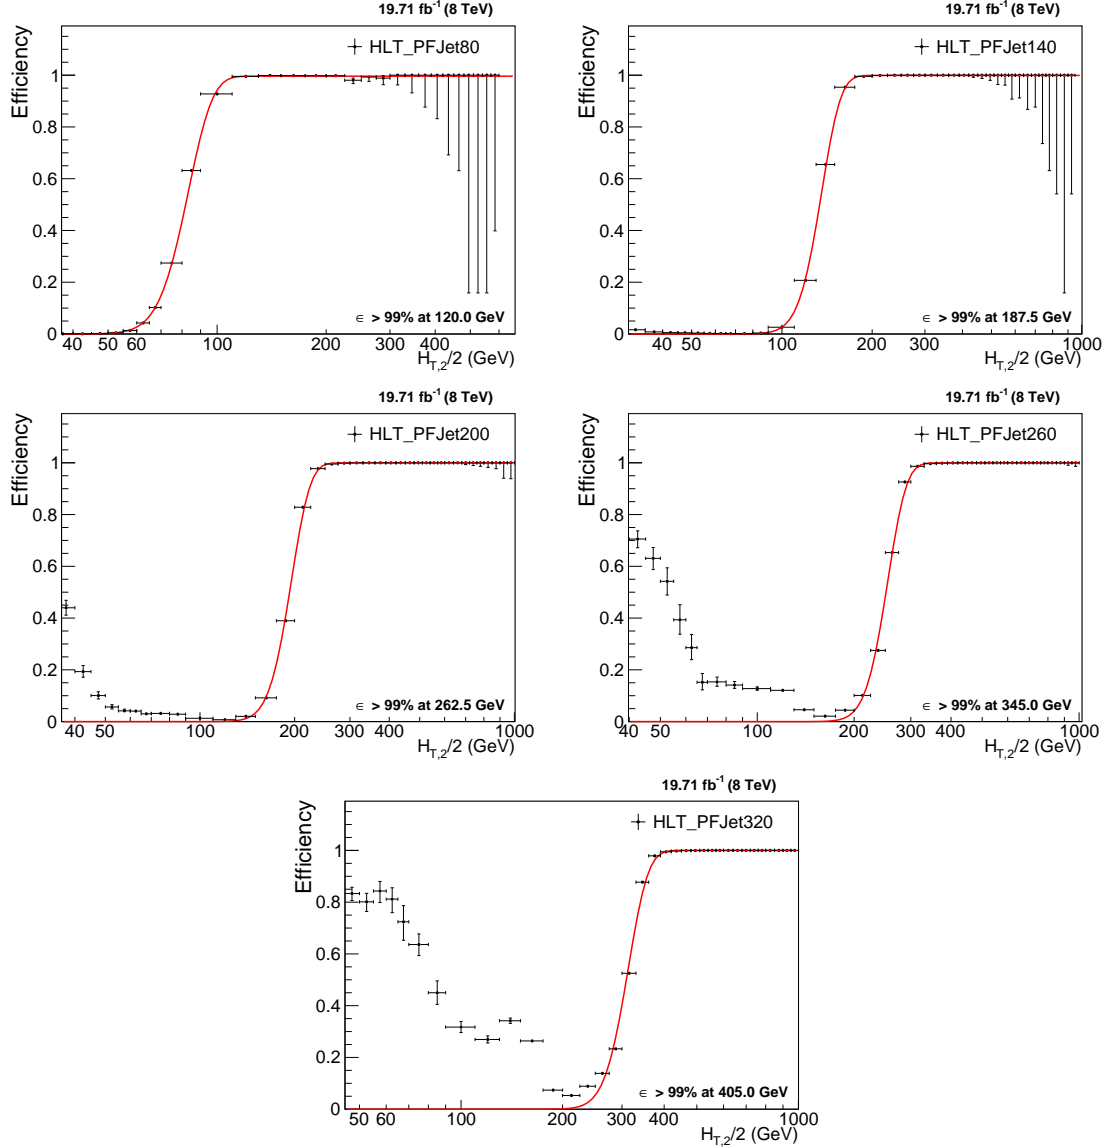 19.71 fb⁻¹ (8 TeV)
Efficiency
HLT_PFJet80
1
0.8
0.6
0.4
0.2
0
∈ > 99% at 120.0 GeV
40 50 60 100 200 300 400
H_T,2/2 (GeV)
19.71 fb⁻¹ (8 TeV)
Efficiency
HLT_PFJet140
1
0.8
0.6
0.4
0.2
0
∈ > 99% at 187.5 GeV
40 50 100 200 300 1000
H_T,2/2 (GeV)
19.71 fb⁻¹ (8 TeV)
Efficiency
HLT_PFJet200
1
0.8
0.6
0.4
0.2
0
∈ > 99% at 262.5 GeV
40 50 100 200 300 400 1000
H_T,2/2 (GeV)
19.71 fb⁻¹ (8 TeV)
Efficiency
HLT_PFJet260
1
0.8
0.6
0.4
0.2
0
∈ > 99% at 345.0 GeV
40 50 100 200 300 400 1000
H_T,2/2 (GeV)
19.71 fb⁻¹ (8 TeV)
Efficiency
HLT_PFJet320
1
0.8
0.6
0.4
0.2
0
∈ > 99% at 405.0 GeV
50 60 100 200 300 400 1000
H_T,2/2 (GeV)